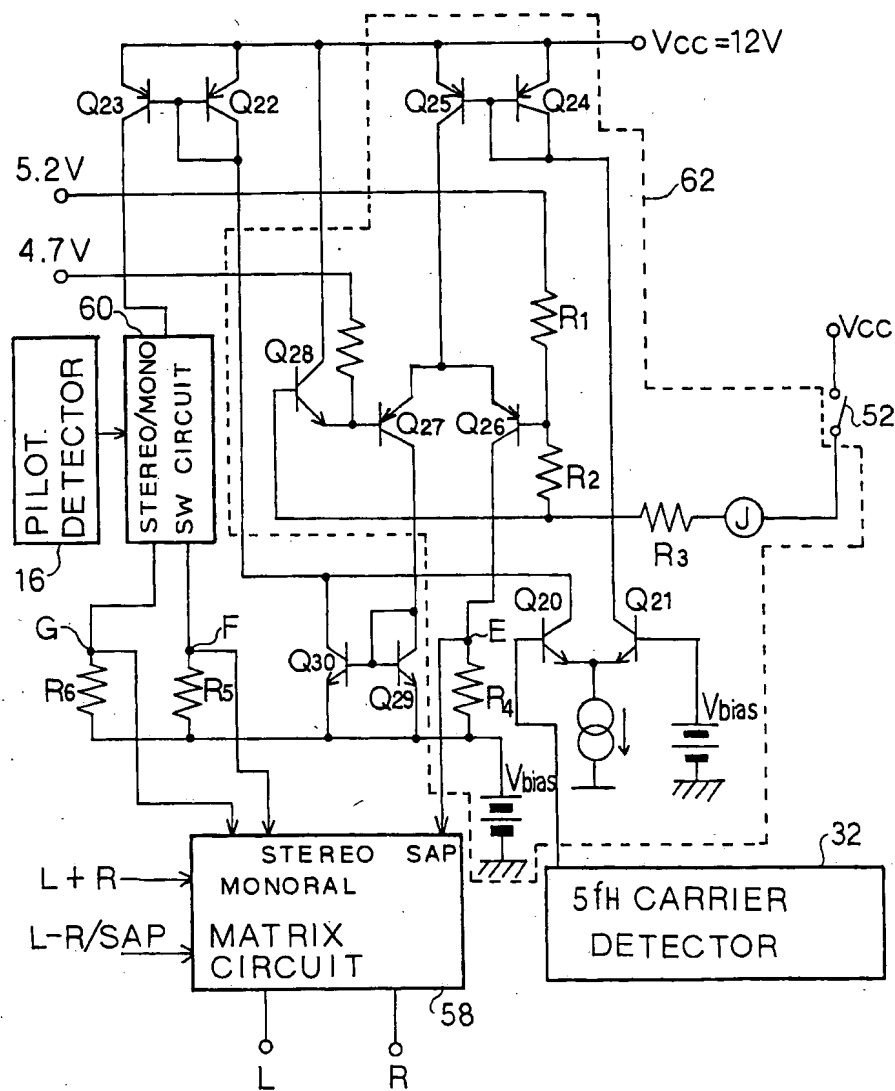 Vcc=12V
Q23
Q22
Q25
Q24
5.2V
62
4.7V
60
R1
Vcc
Q28
STEREO/MONO
SW CIRCUIT
PILOT
DETECTOR
Q27
Q26
52
R2
J
R3
16
Q20
Q21
G
F
E
Q30
Q29
R6
R5
R4
Vbias
Vbias
32
STEREO
SAP
MONORAL
L+R
L-R/SAP
MATRIX
CIRCUIT
5fH CARRIER
DETECTOR
58
L
R